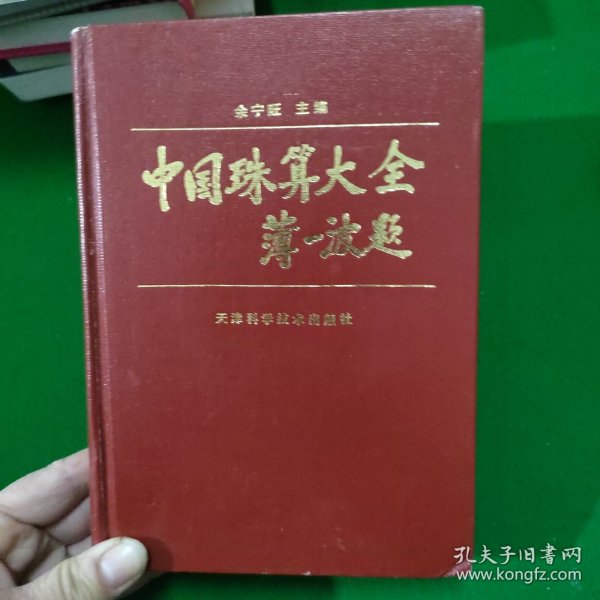 余宁旺 主编
中国珠算大全
薄一波题
天津科学技术出版社
孔夫子旧书网
www.kongfz.com